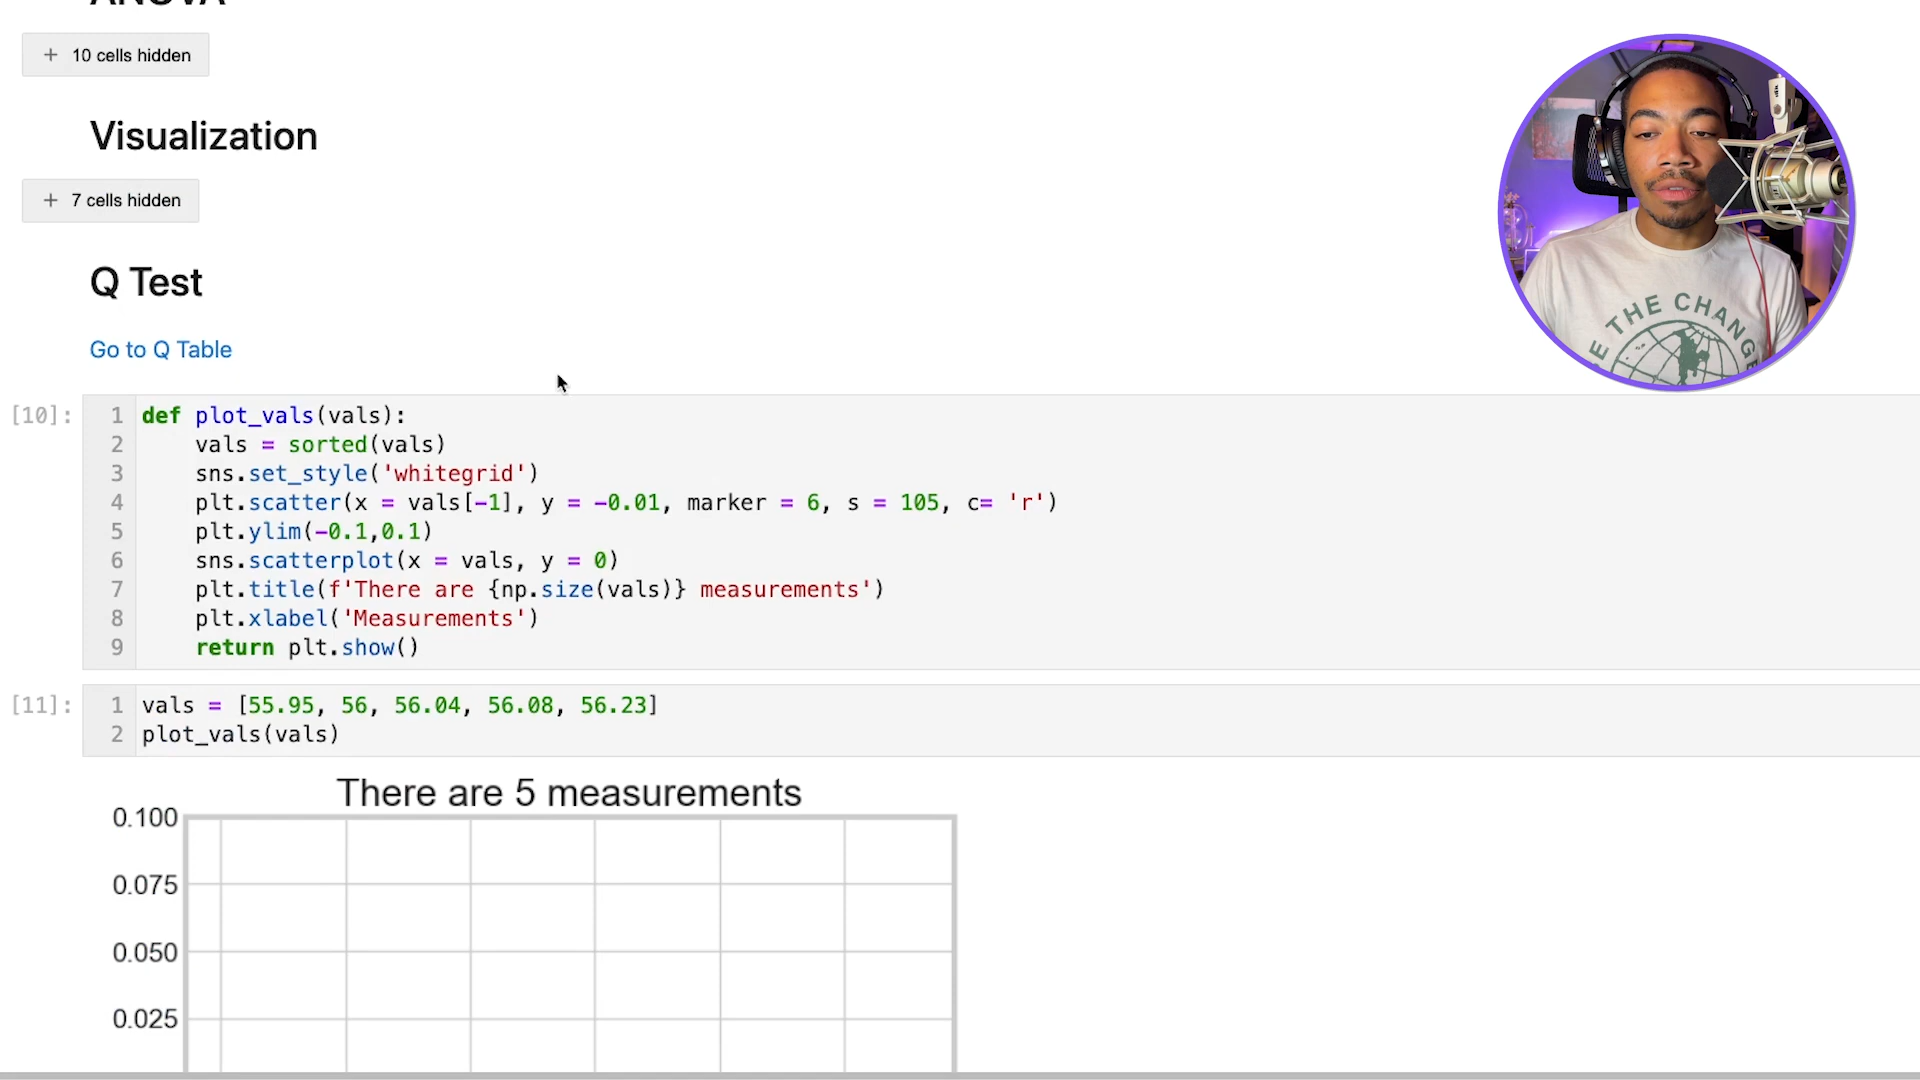 ANOVA
+ 10 cells hidden
Visualization
+ 7 cells hidden
Q Test
Go to Q Table
[10]:
1 def plot_vals(vals):
2 vals = sorted(vals)
3 sns.set_style('whitegrid')
4 plt.scatter(x = vals[-1], y = -0.01, marker = 6, s = 105, c= 'r')
5 plt.ylim(-0.1,0.1)
6 sns.scatterplot(x = vals, y = 0)
7 plt.title(f'There are {np.size(vals)} measurements')
8 plt.xlabel('Measurements')
9 return plt.show()
[11]:
1 vals = [55.95, 56, 56.04, 56.08, 56.23]
2 plot_vals(vals)
There are 5 measurements
0.100
0.075
0.050
0.025
E THE CHANGE